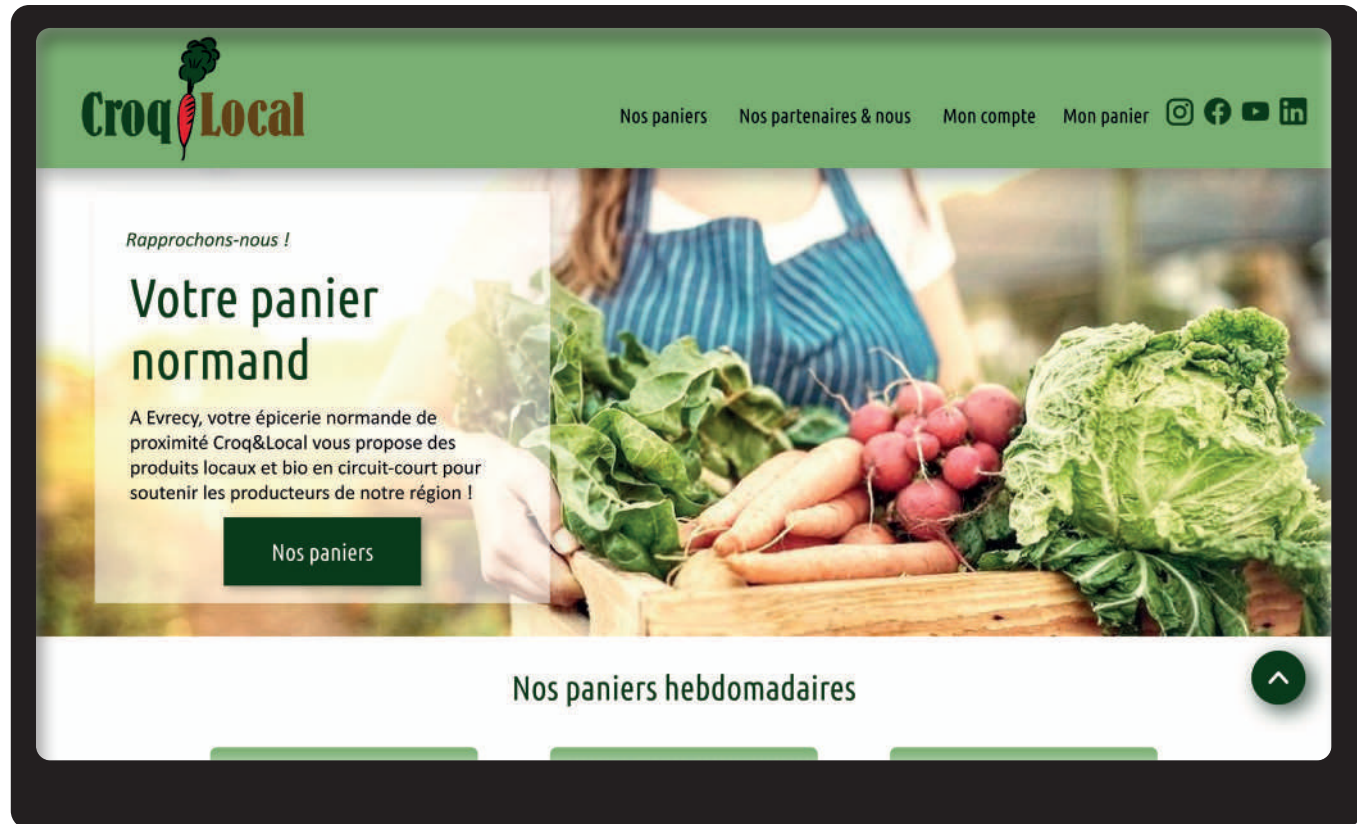 Croq Local
Nos paniers Nos partenaires & nous Mon compte Mon panier
Rapprochons-nous !
Votre panier
normand
A Evrecy, votre épicerie normande de
proximité Croq&Local vous propose des
produits locaux et bio en circuit-court pour
soutenir les producteurs de notre région !
Nos paniers
Nos paniers hebdomadaires